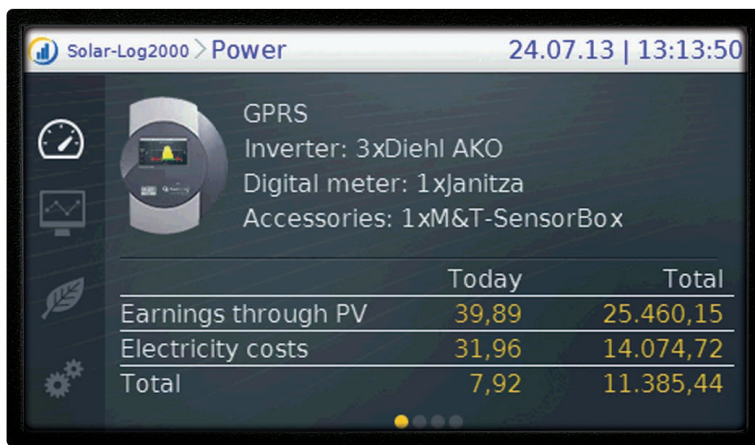 Solar-Log2000 > Power 24.07.13 | 13:13:50
GPRS
Inverter: 3xDiehl AKO
Digital meter: 1xJanitza
Accessories: 1xM&T-SensorBox
Today Total
Earnings through PV 39,89 25.460,15
Electricity costs 31,96 14.074,72
Total 7,92 11.385,44